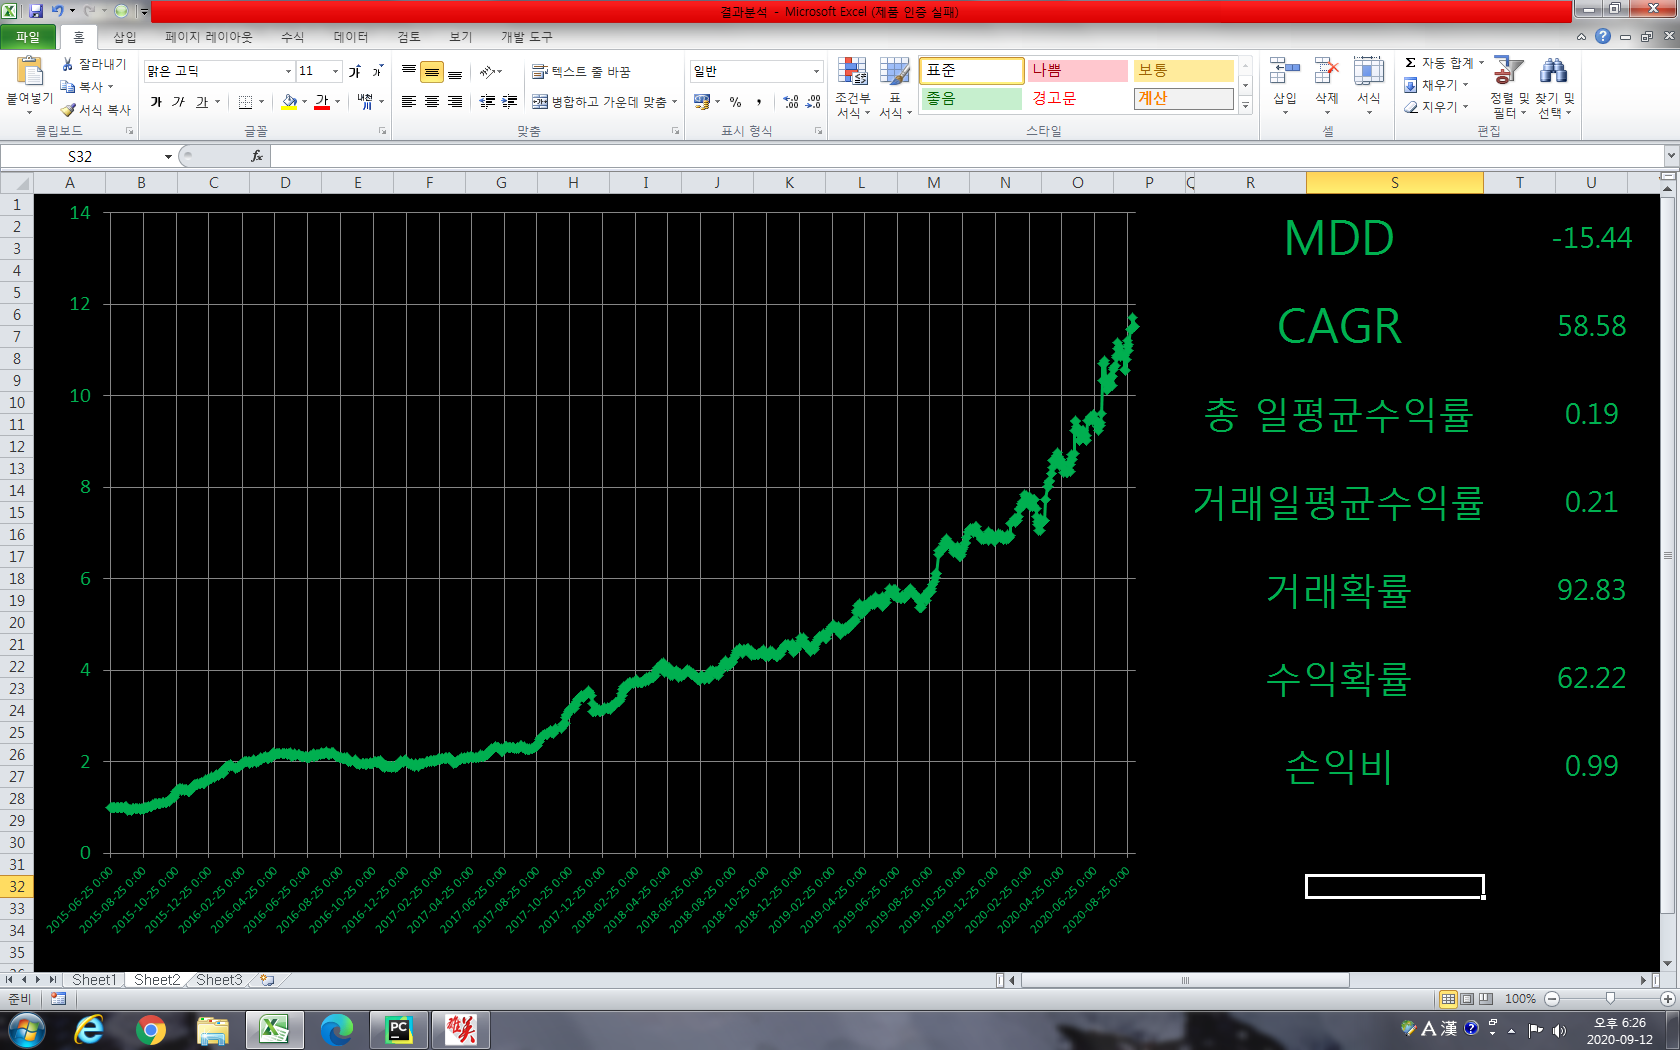 결과분석 - Microsoft Excel (제품 인증 실패)
파일 홈 삽입 페이지 레이아웃 수식 데이터 검토 보기 개발 도구
붙여넣기
잘라내기
복사
서식 복사
클립보드
맑은 고딕 11
가 가 가 가 내천
글꼴
텍스트 줄 바꿈
병합하고 가운데 맞춤
맞춤
일반
% ,
표시 형식
조건부 서식
표 서식
표준 나쁨 보통
좋음 경고문 계산
스타일
삽입 삭제 서식
셀
Σ 자동 합계
채우기
지우기
정렬 및 필터
찾기 및 선택
편집
S32 fx
A B C D E F G H I J K L M N O P Q R S T U
1
2
3
4
5
6
7
8
9
10
11
12
13
14
15
16
17
18
19
20
21
22
23
24
25
26
27
28
29
30
31
32
33
34
35
14
12
10
8
6
4
2
0
2015-06-25 0:00
2015-08-25 0:00
2015-10-25 0:00
2015-12-25 0:00
2016-02-25 0:00
2016-04-25 0:00
2016-06-25 0:00
2016-08-25 0:00
2016-10-25 0:00
2016-12-25 0:00
2017-02-25 0:00
2017-04-25 0:00
2017-06-25 0:00
2017-08-25 0:00
2017-10-25 0:00
2017-12-25 0:00
2018-02-25 0:00
2018-04-25 0:00
2018-06-25 0:00
2018-08-25 0:00
2018-10-25 0:00
2018-12-25 0:00
2019-02-25 0:00
2019-04-25 0:00
2019-06-25 0:00
2019-08-25 0:00
2019-10-25 0:00
2019-12-25 0:00
2020-02-25 0:00
2020-04-25 0:00
2020-06-25 0:00
2020-08-25 0:00
MDD -15.44
CAGR 58.58
총 일평균수익률 0.19
거래일평균수익률 0.21
거래확률 92.83
수익확률 62.22
손익비 0.99
Sheet1 Sheet2 Sheet3
준비 100%
PC
A 漢
오후 6:26
2020-09-12